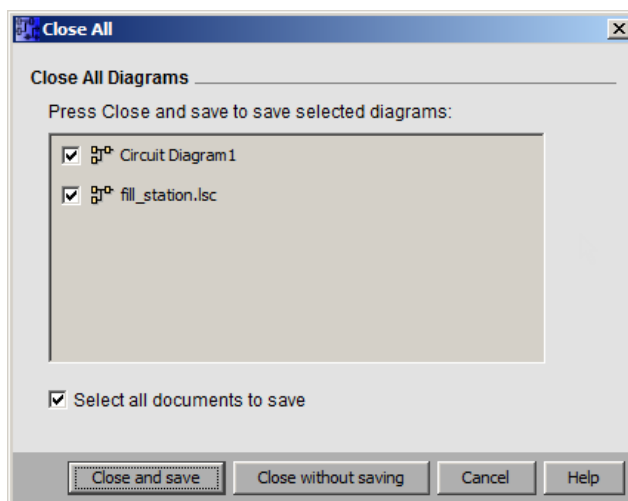 Close All
Close All Diagrams
Press Close and save to save selected diagrams:
Circuit Diagram1
fill_station.lsc
Select all documents to save
Close and save Close without saving Cancel Help